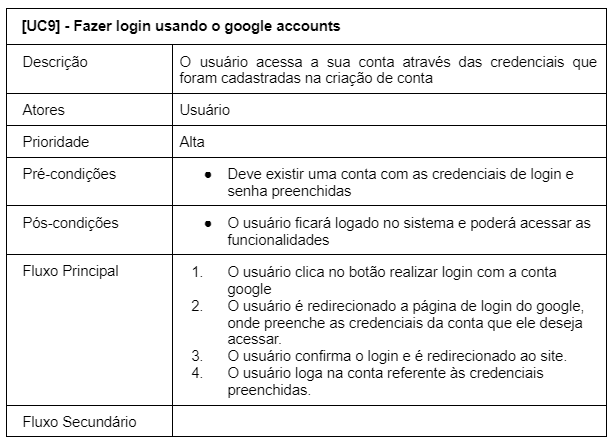 [UC9] - Fazer login usando o google accounts
Descrição
O usuário acessa a sua conta através das credenciais que
foram cadastradas na criação de conta
Atores
Usuário
Prioridade
Alta
Pré-condições
● Deve existir uma conta com as credenciais de login e
senha preenchidas
Pós-condições
● O usuário ficará logado no sistema e poderá acessar as
funcionalidades
Fluxo Principal
1. O usuário clica no botão realizar login com a conta
google
2. O usuário é redirecionado a página de login do google,
onde preenche as credenciais da conta que ele deseja
acessar.
3. O usuário confirma o login e é redirecionado ao site.
4. O usuário loga na conta referente às credenciais
preenchidas.
Fluxo Secundário